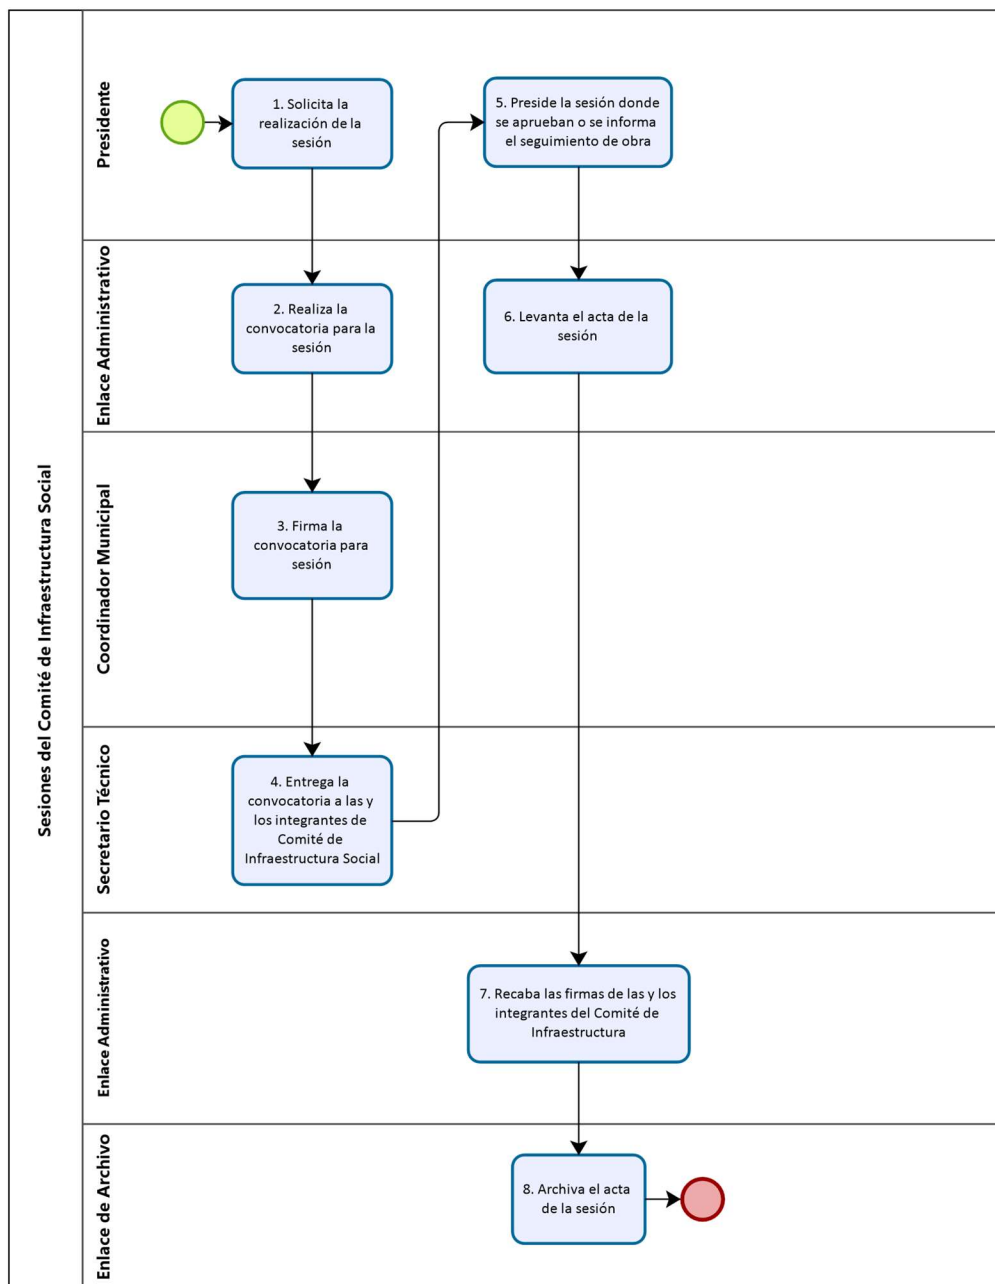 Sesiones del Comité de Infraestructura Social
Presidente
1. Solicita la
realización de la
sesión
5. Preside la sesión donde
se aprueban o se informa
el seguimiento de obra
Enlace Administrativo
2. Realiza la
convocatoria para la
sesión
6. Levanta el acta de la
sesión
Coordinador Municipal
3. Firma la
convocatoria para
sesión
Secretario Técnico
4. Entrega la
convocatoria a las y
los integrantes de
Comité de
Infraestructura Social
Enlace Administrativo
7. Recaba las firmas de las y los
integrantes del Comité de
Infraestructura
Enlace de Archivo
8. Archiva el acta
de la sesión